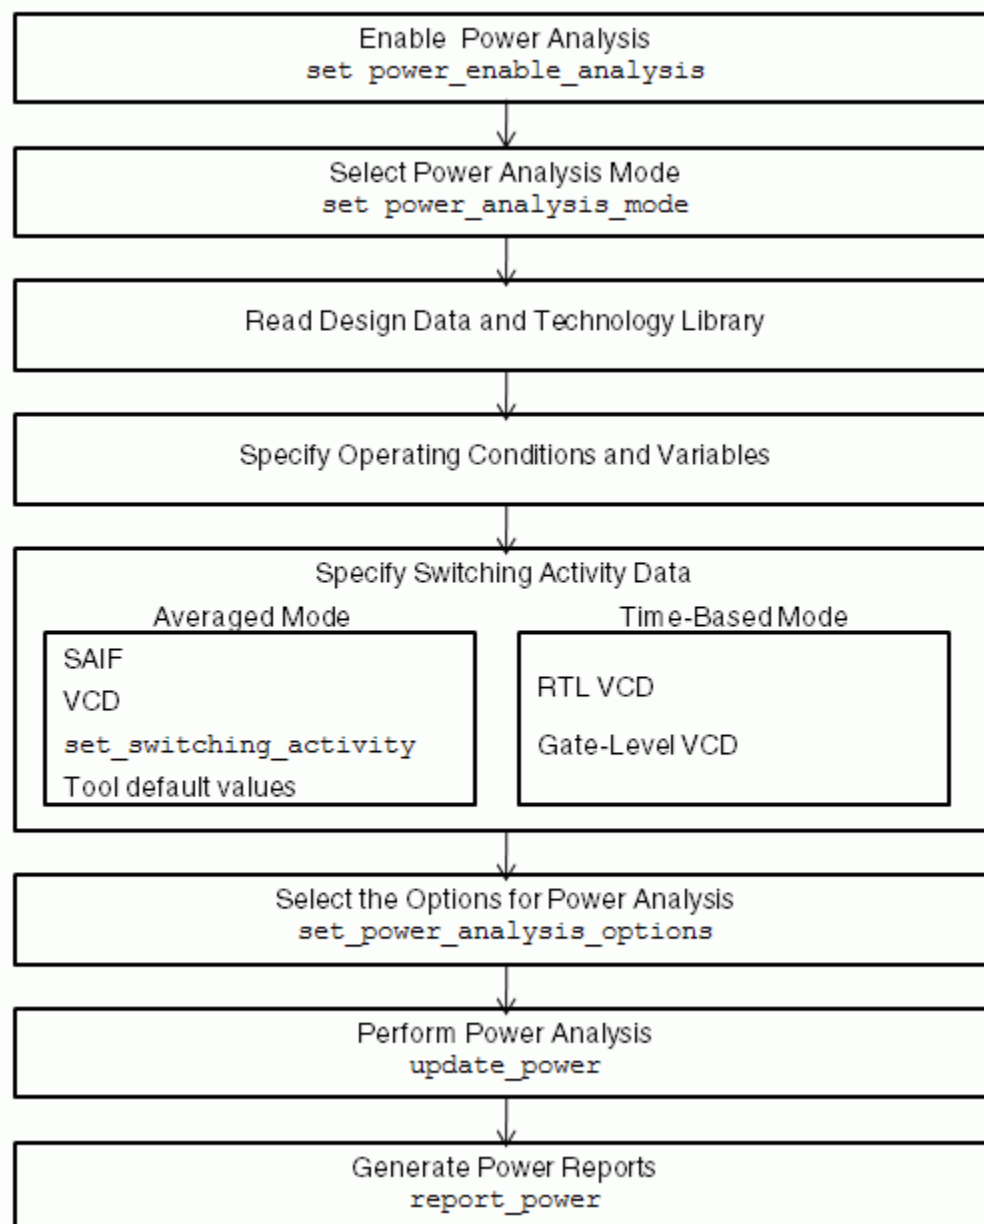 Enable Power Analysis
set power_enable_analysis
Select Power Analysis Mode
set power_analysis_mode
Read Design Data and Technology Library
Specify Operating Conditions and Variables
Specify Switching Activity Data
Averaged Mode
SAIF
VCD
set_switching_activity
Tool default values
Time-Based Mode
RTL VCD
Gate-Level VCD
Select the Options for Power Analysis
set_power_analysis_options
Perform Power Analysis
update_power
Generate Power Reports
report_power